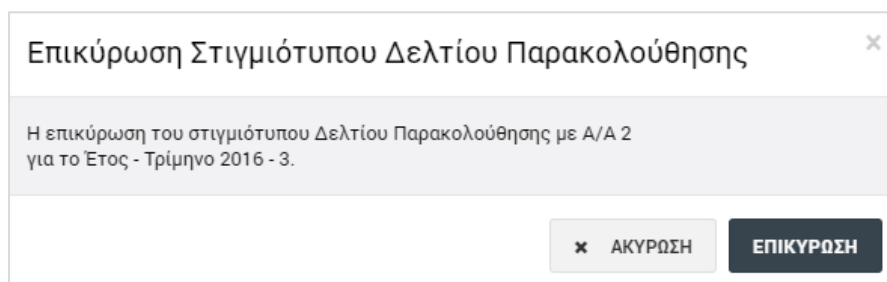 Επικύρωση Στιγμιότυπου Δελτίου Παρακολούθησης ×
Η επικύρωση του στιγμιότυπου Δελτίου Παρακολούθησης με Α/Α 2
για το Έτος - Τρίμηνο 2016 - 3.
× ΑΚΥΡΩΣΗ ΕΠΙΚΥΡΩΣΗ